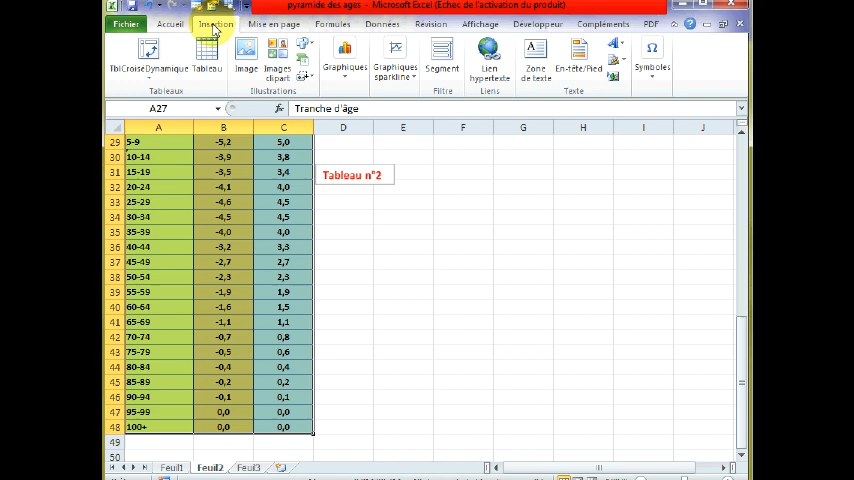 pyramide des ages - Microsoft Excel (Échec de l'activation du produit)
Fichier Accueil Insertion Mise en page Formules Données Révision Affichage Développeur Compléments PDF
TblCroiséDynamique Tableau Image Images clipart Graphiques Graphiques sparkline Segment Lien hypertexte Zone de texte En-tête/Pied Symboles
Tableaux Illustrations Filtre Liens Texte
A27 fx Tranche d'âge
A B C D E F G H I J
29 5-9 -5,2 5,0
30 10-14 -3,9 3,8
31 15-19 -3,5 3,4 Tableau n°2
32 20-24 -4,1 4,0
33 25-29 -4,6 4,5
34 30-34 -4,5 4,5
35 35-39 -4,0 4,0
36 40-44 -3,2 3,3
37 45-49 -2,7 2,7
38 50-54 -2,3 2,3
39 55-59 -1,9 1,9
40 60-64 -1,6 1,5
41 65-69 -1,1 1,1
42 70-74 -0,7 0,8
43 75-79 -0,5 0,6
44 80-84 -0,4 0,4
45 85-89 -0,2 0,2
46 90-94 -0,1 0,1
47 95-99 0,0 0,0
48 100+ 0,0 0,0
49
50
Feuil1 Feuil2 Feuil3